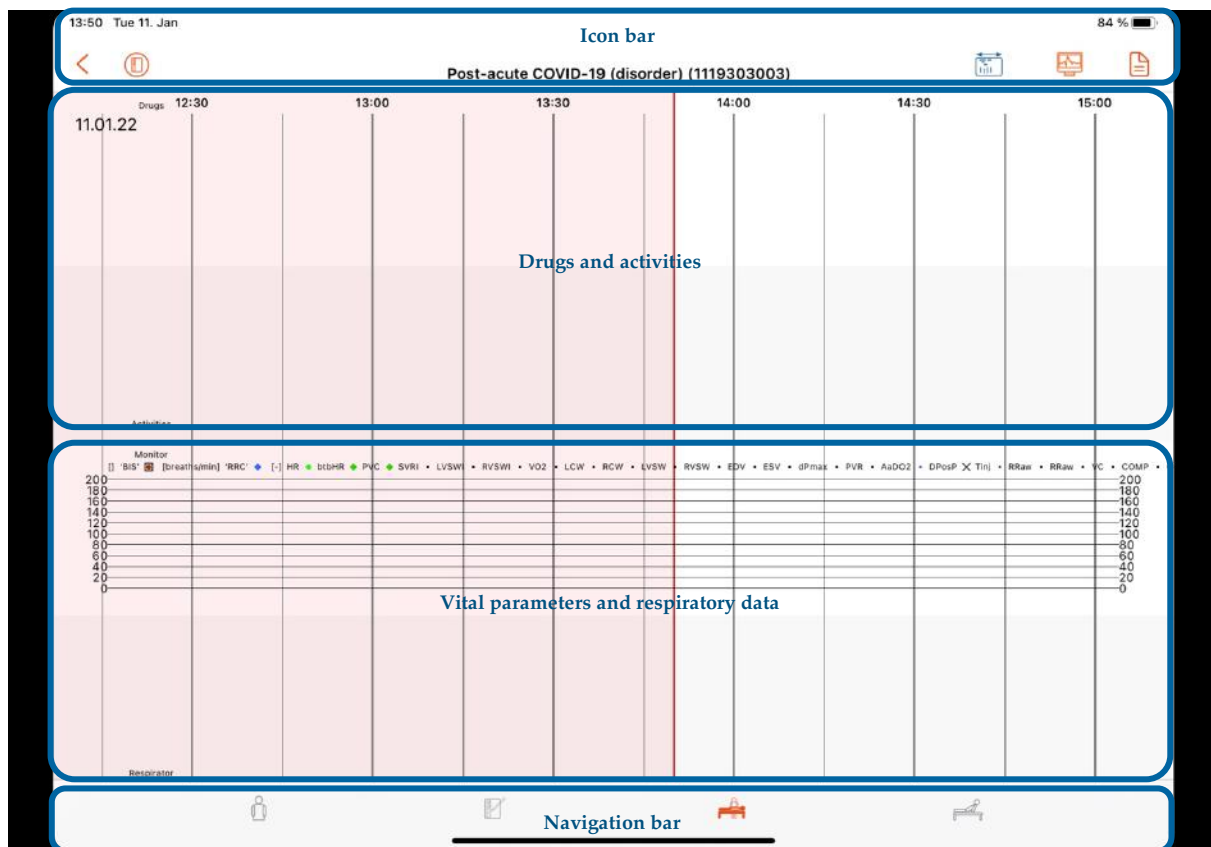 13:50 Tue 11. Jan 84 %
Icon bar
Post-acute COVID-19 (disorder) (1119303003)
Drugs 12:30 13:00 13:30 14:00 14:30 15:00
11.01.22
Drugs and activities
Activities
Monitor
[] 'BIS' [breaths/min] 'RRC' [-] HR btbHR PVC SVRI • LVSWI • RVSWI • VO2 • LCW • RCW • LVSW • RVSW • EDV • ESV • dPmax • PVR • AaDO2 • DPosP X Tinj • RRaw • RRaw • VC • COMP •
200 200
180 180
160 160
140 140
120 120
100 100
80 80
60 60
40 40
20 20
0 0
Vital parameters and respiratory data
Respirator
Navigation bar